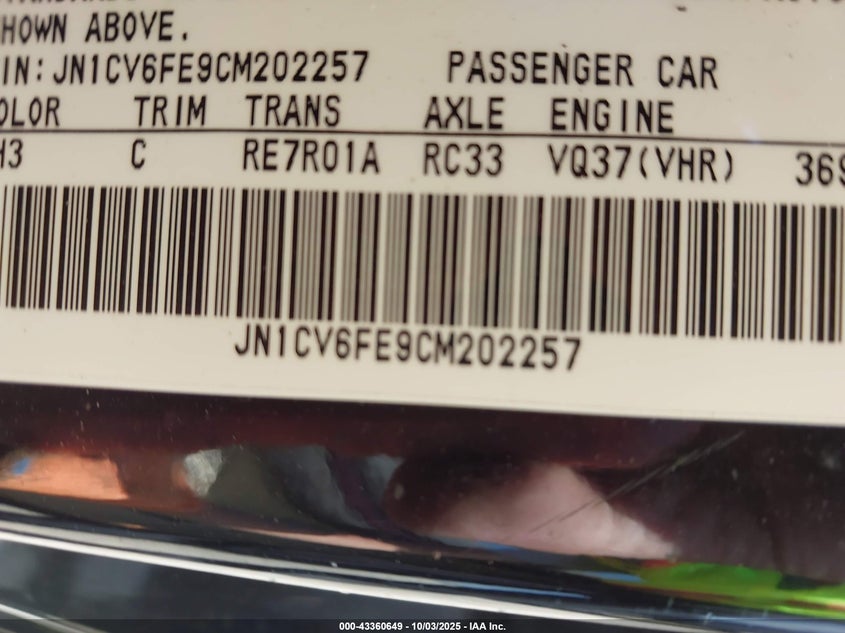 HOWN ABOVE.
IN: JN1CV6FE9CM202257 PASSENGER CAR
OLOR TRIM TRANS AXLE ENGINE
H3 C RE7R01A RC33 VQ37(VHR) 369
JN1CV6FE9CM202257
000-43360649 - 10/03/2025 - IAA Inc.